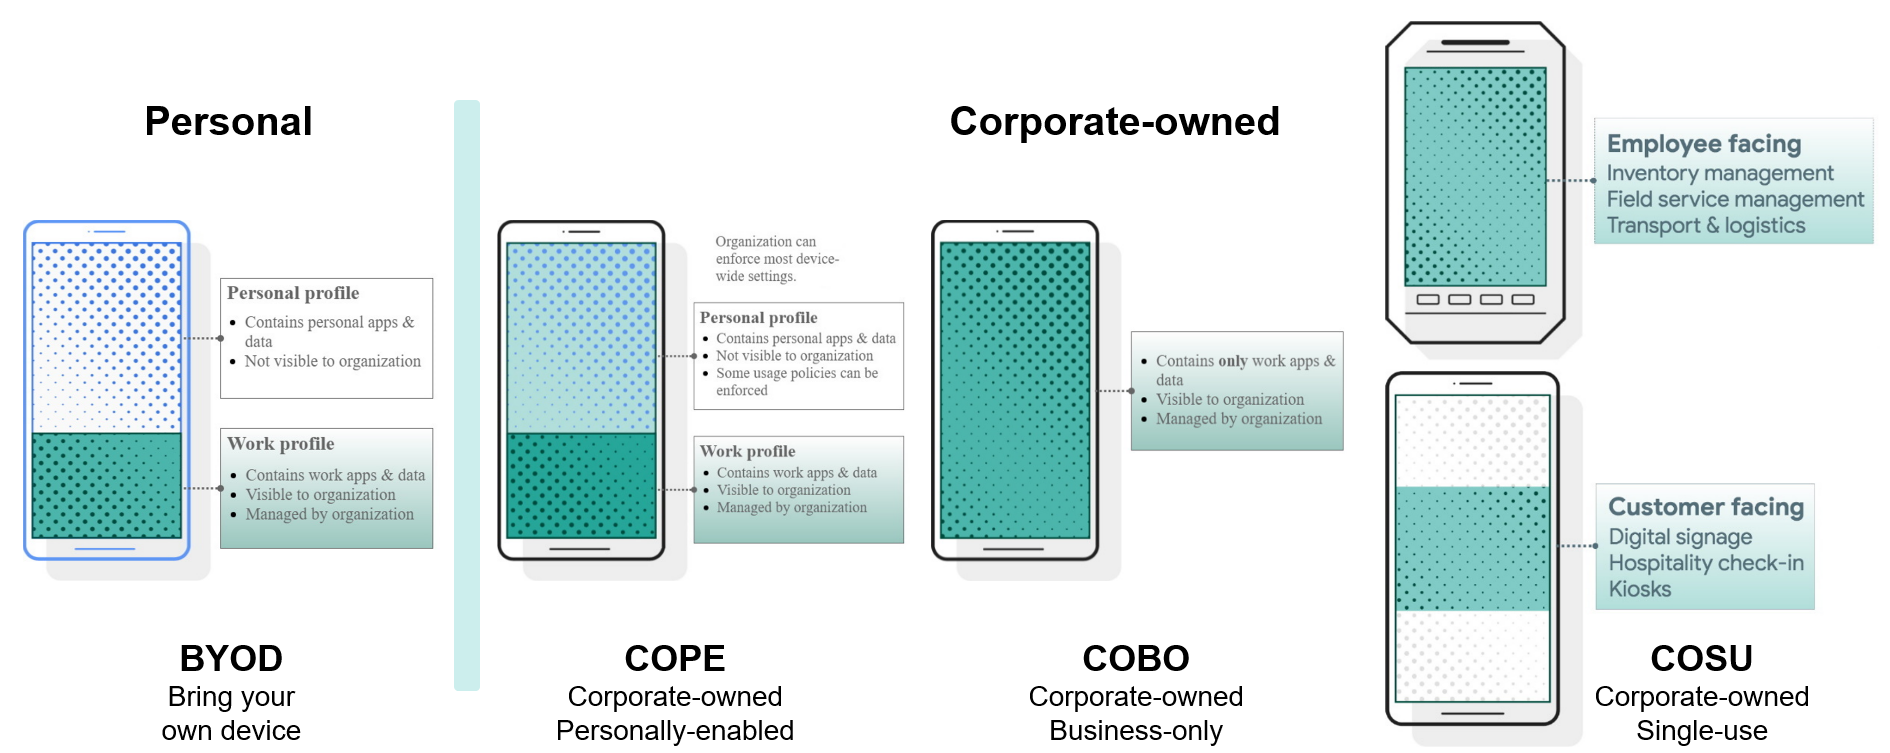 Personal
Corporate-owned
Personal profile
Contains personal apps &
data
Not visible to organization
Work profile
Contains work apps & data
Visible to organization
Managed by organization
BYOD
Bring your
own device
Organization can
enforce most device-
wide settings.
Personal profile
Contains personal apps & data
Not visible to organization
Some usage policies can be
enforced
Work profile
Contains work apps & data
Visible to organization
Managed by organization
COPE
Corporate-owned
Personally-enabled
Contains only work apps &
data
Visible to organization
Managed by organization
COBO
Corporate-owned
Business-only
Employee facing
Inventory management
Field service management
Transport & logistics
Customer facing
Digital signage
Hospitality check-in
Kiosks
COSU
Corporate-owned
Single-use